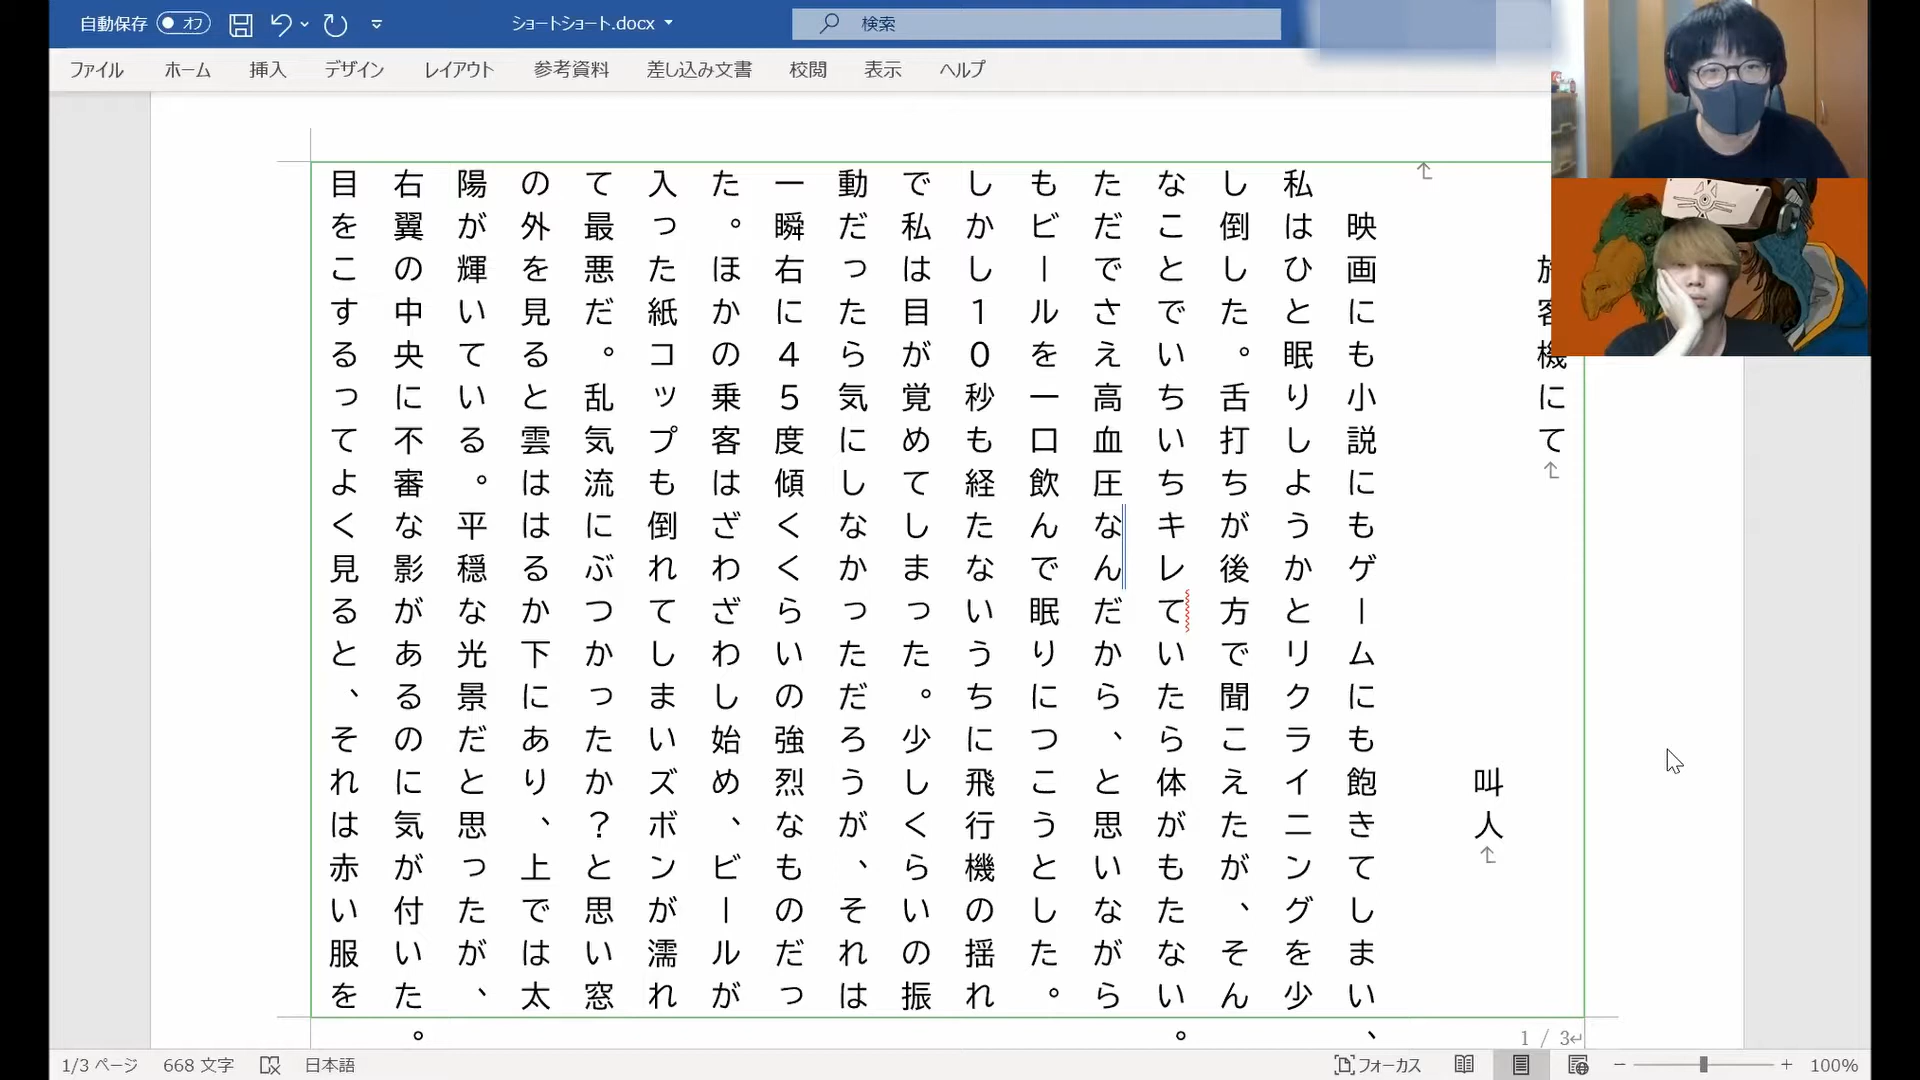 自動保存 オフ ショートショート.docx 検索
ファイル ホーム 挿入 デザイン レイアウト 参考資料 差し込み文書 校閲 表示 ヘルプ
旅客機にて
叫人
映画にも小説にもゲームにも飽きてしまい、
私はひと眠りしようかとリクライニングを少
し倒した。舌打ちが後方で聞こえたが、そん
なことでいちいちキレていたら体がもたない。
ただでさえ高血圧なんだから、と思いながら
もビールを一口飲んで眠りにつこうとした。
しかし10秒も経たないうちに飛行機の揺れ
で私は目が覚めてしまった。少しくらいの振
動だったら気にしなかっただろうが、それは
一瞬右に45度傾くくらいの強烈なものだっ
た。ほかの乗客はざわざわし始め、ビールが
入った紙コップも倒れてしまいズボンが濡れ
て最悪だ。乱気流にぶつかったか?と思い窓
の外を見ると雲ははるか下にあり、上では太
陽が輝いている。平穏な光景だと思ったが、
右翼の中央に不審な影があるのに気が付いた。
目をこするってよく見ると、それは赤い服を
1 / 3
1/3 ページ 668 文字 日本語 フォーカス 100%